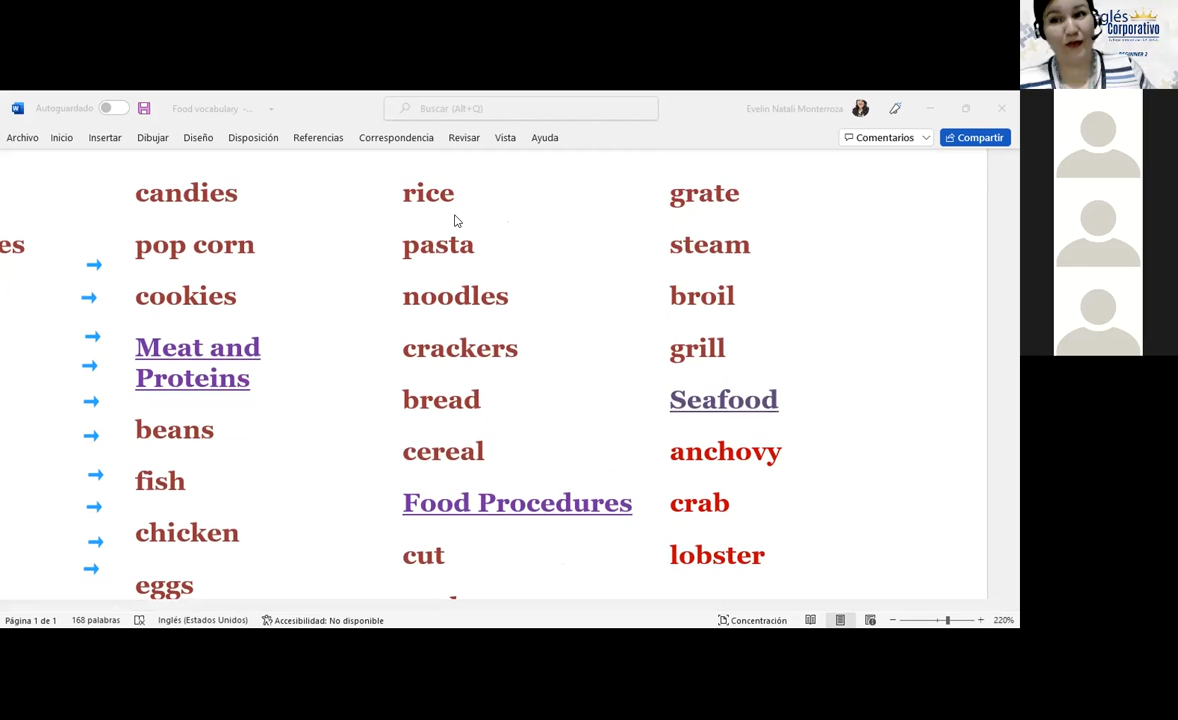 glés
Corporativo
BEGINNER 2
Autoguardado
Food vocabulary -...
Buscar (Alt+Q)
Evelin Natali Monterroza
Archivo Inicio Insertar Dibujar Diseño Disposición Referencias Correspondencia Revisar Vista Ayuda
Comentarios
Compartir
es
candies
pop corn
cookies
Meat and
Proteins
beans
fish
chicken
eggs
rice
pasta
noodles
crackers
bread
cereal
Food Procedures
cut
grate
steam
broil
grill
Seafood
anchovy
crab
lobster
Página 1 de 1 168 palabras Inglés (Estados Unidos) Accesibilidad: No disponible Concentración 220%